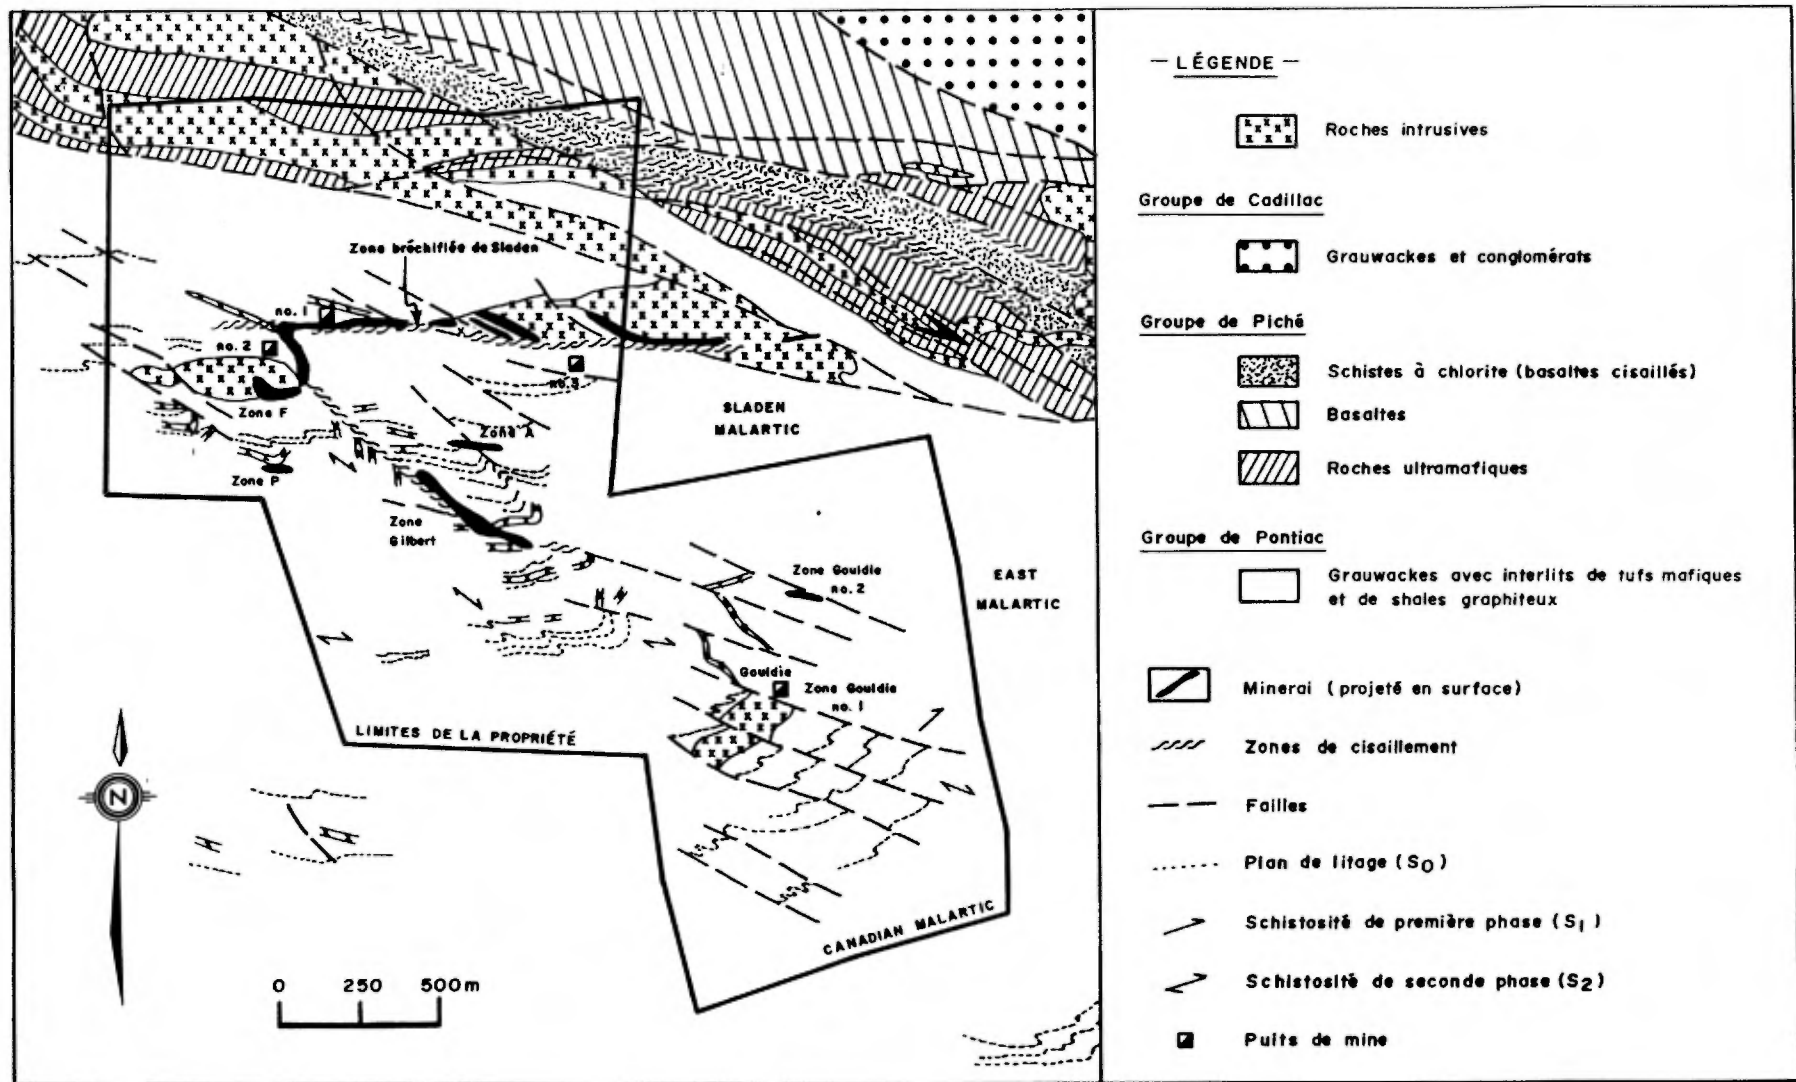 Zone bréchifiée de Sladen
no. 1
no. 2
no. 3
Zone F
Zone A
Zone P
Zone
Gilbert
SLADEN
MALARTIC
EAST
MALARTIC
Zone Gouldie
no. 2
Gouldie
Zone Gouldie
no. 1
LIMITES DE LA PROPRIÉTÉ
CANADIAN MALARTIC
N
0 250 500m
— LÉGENDE —
Roches intrusives
Groupe de Cadillac
Grauwackes et conglomérats
Groupe de Piché
Schistes à chlorite (basaltes cisaillés)
Basaltes
Roches ultramafiques
Groupe de Pontiac
Grauwackes avec interlits de tufs mafiques
et de shales graphiteux
Minerai (projeté en surface)
Zones de cisaillement
Failles
Plan de litage (S0)
Schistosité de première phase (S1)
Schistosité de seconde phase (S2)
Puits de mine